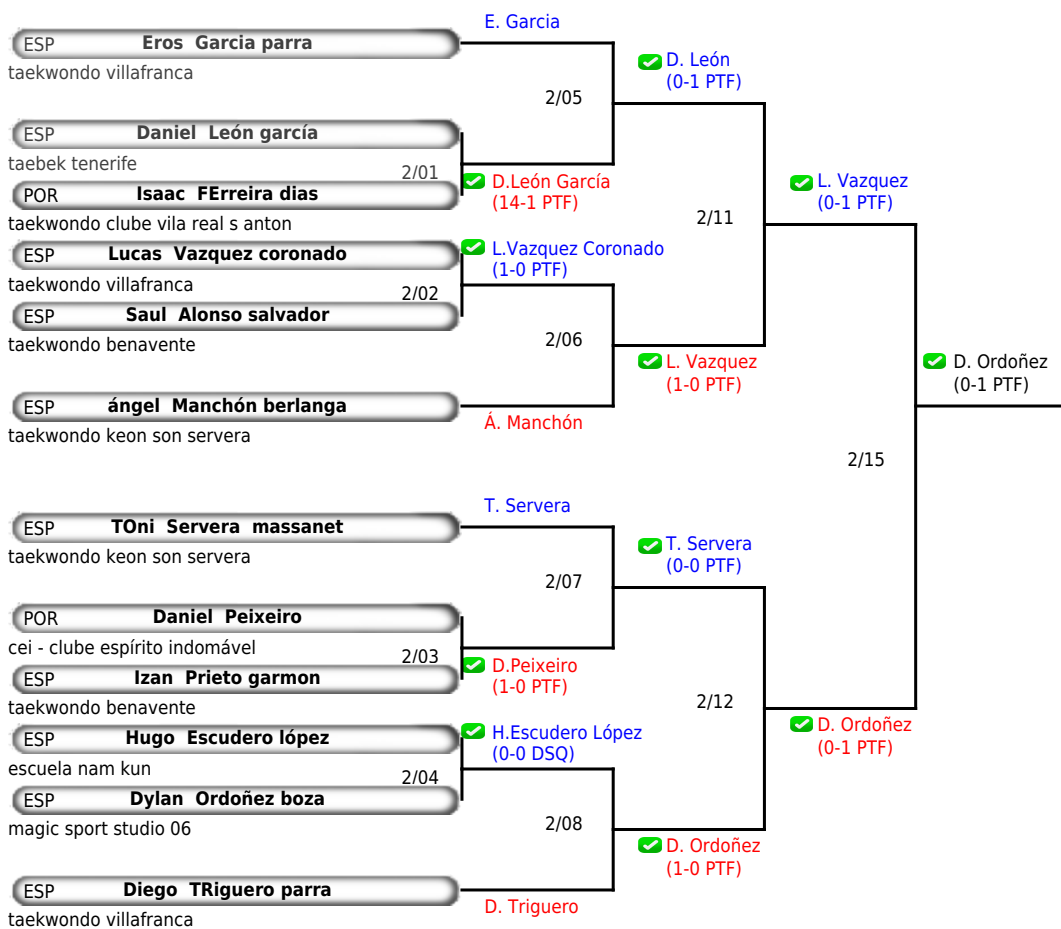 E. Garcia
ESP Eros Garcia parra
taekwondo villafranca
D. León
(0-1 PTF)
2/05
ESP Daniel León garcía
taebek tenerife
2/01
D.León García
(14-1 PTF)
POR Isaac FErreira dias
taekwondo clube vila real s anton
L. Vazquez
(0-1 PTF)
2/11
ESP Lucas Vazquez coronado
L.Vazquez Coronado
(1-0 PTF)
taekwondo villafranca
2/02
ESP Saul Alonso salvador
taekwondo benavente
2/06
L. Vazquez
(1-0 PTF)
D. Ordoñez
(0-1 PTF)
ESP ángel Manchón berlanga
taekwondo keon son servera
Á. Manchón
2/15
T. Servera
ESP TOni Servera massanet
taekwondo keon son servera
T. Servera
(0-0 PTF)
2/07
POR Daniel Peixeiro
cei - clube espírito indomável
2/03
D.Peixeiro
(1-0 PTF)
ESP Izan Prieto garmon
taekwondo benavente
2/12
D. Ordoñez
(0-1 PTF)
ESP Hugo Escudero lópez
H.Escudero López
(0-0 DSQ)
escuela nam kun
2/04
ESP Dylan Ordoñez boza
magic sport studio 06
2/08
D. Ordoñez
(1-0 PTF)
ESP Diego TRiguero parra
taekwondo villafranca
D. Triguero